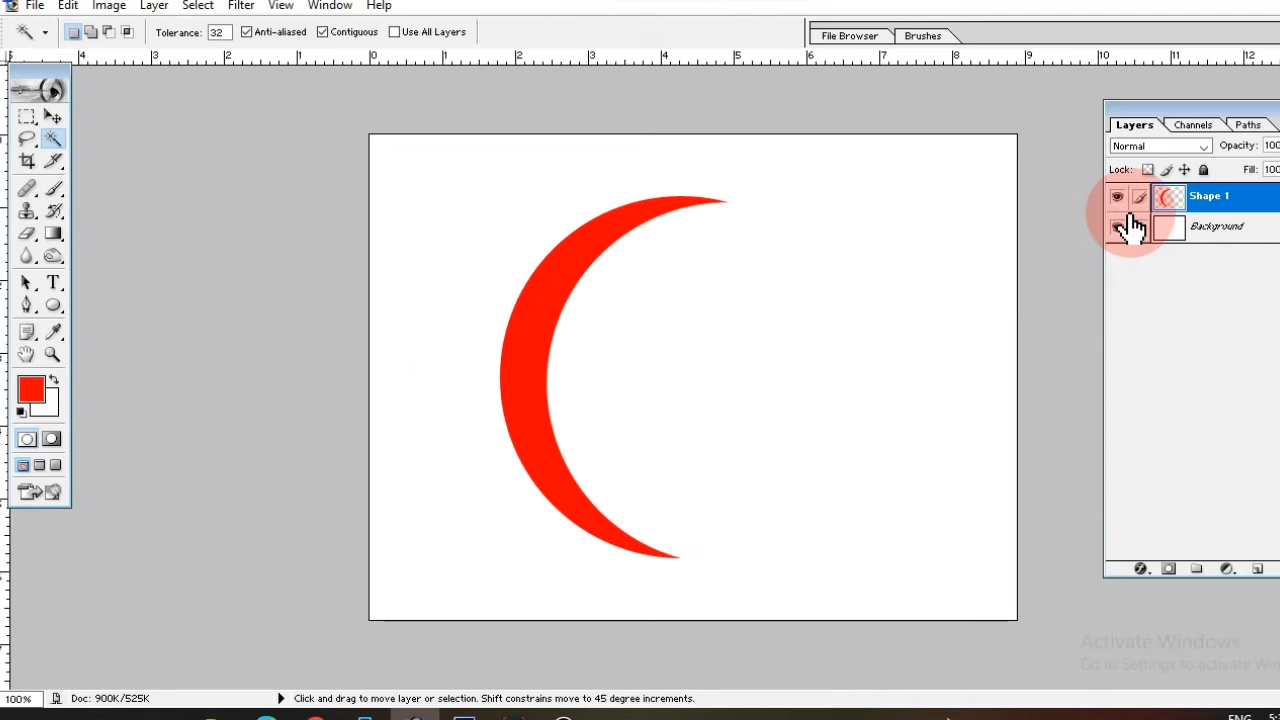 File Edit Image Layer Select Filter View Window Help
Tolerance: 32 Anti-aliased Contiguous Use All Layers
File Browser Brushes
5 4 3 2 1 0 1 2 3 4 5 6 7 8 9 10 11 12
Layers Channels Paths
Normal Opacity: 100
Lock: Fill: 100
Shape 1
Background
T
Activate Windows
Go to Settings to activate Win
100% Doc: 900K/525K Click and drag to move layer or selection. Shift constrains move to 45 degree increments.
ENG